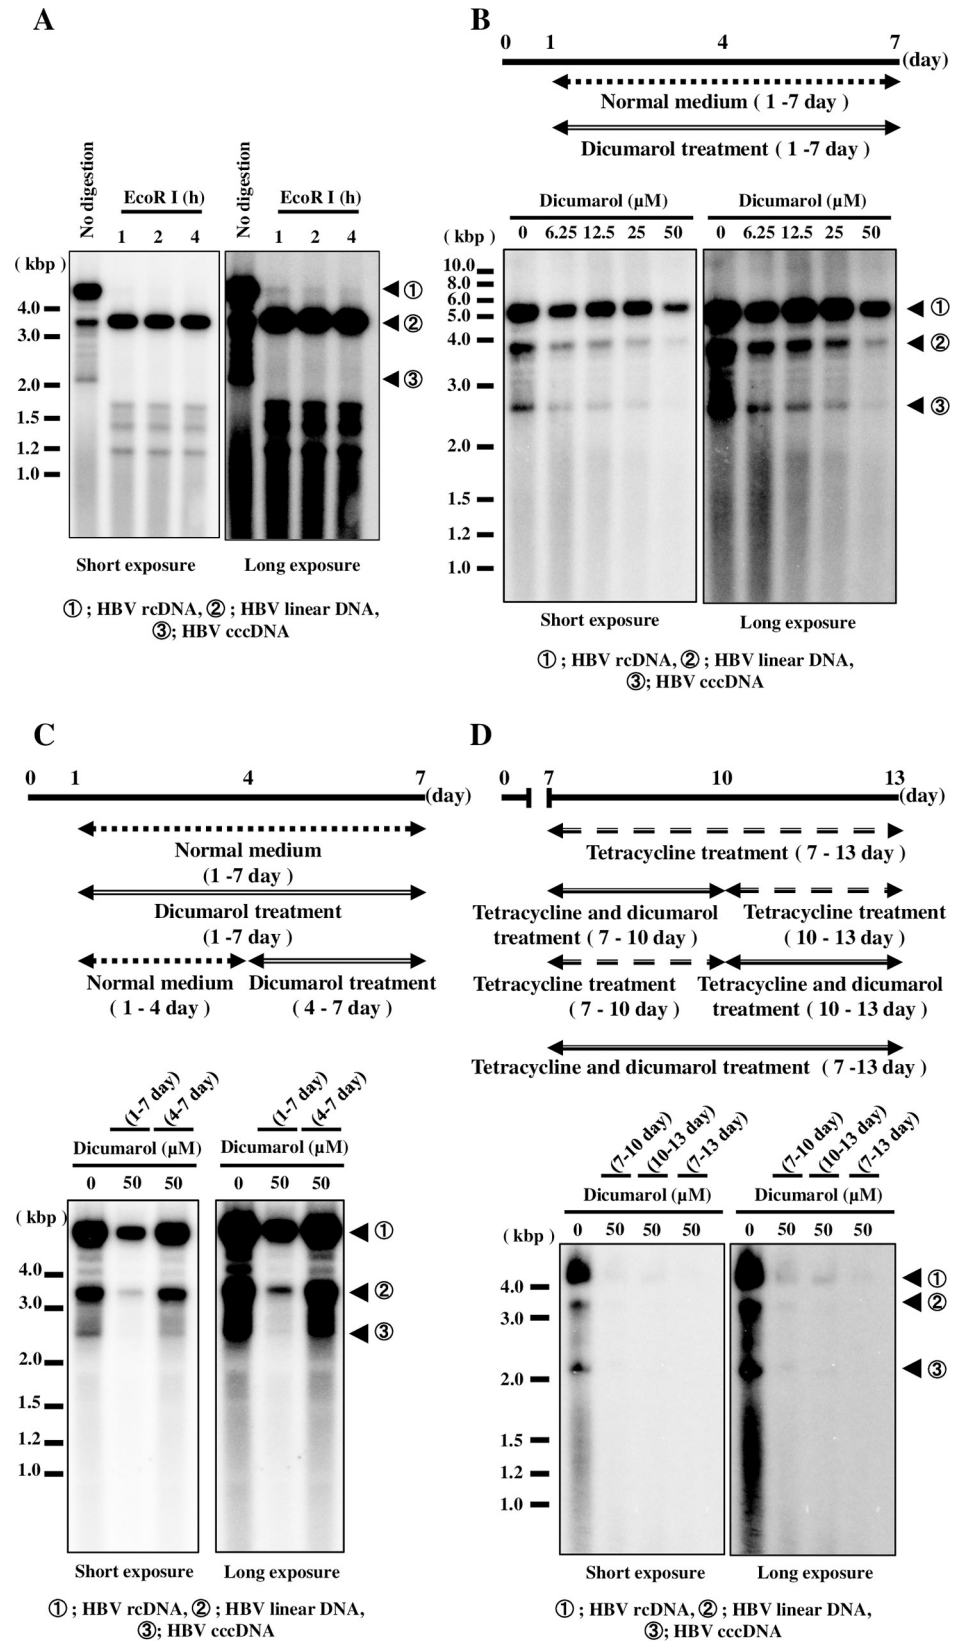 A
No digestion
EcoR I (h)
1 2 4
No digestion
EcoR I (h)
1 2 4
( kbp )
4.0
3.0
2.0
1.5
1.2
1.0
①
②
③
Short exposure
Long exposure
① ; HBV rcDNA, ② ; HBV linear DNA,
③; HBV cccDNA
B
0 1 4 7
(day)
Normal medium ( 1 -7 day )
Dicumarol treatment ( 1 -7 day )
Dicumarol (µM)
Dicumarol (µM)
( kbp )
0 6.25 12.5 25 50
0 6.25 12.5 25 50
10.0
8.0
6.0
5.0
4.0
3.0
2.0
1.5
1.2
1.0
①
②
③
Short exposure
Long exposure
① ; HBV rcDNA, ② ; HBV linear DNA,
③; HBV cccDNA
C
0 1 4 7
(day)
Normal medium
(1 -7 day )
Dicumarol treatment
(1 -7 day )
Normal medium
( 1 - 4 day )
Dicumarol treatment
( 4 - 7 day )
(1-7 day)
(4-7 day)
(1-7 day)
(4-7 day)
Dicumarol (µM)
Dicumarol (µM)
0 50 50
0 50 50
( kbp )
4.0
3.0
2.0
1.5
1.2
1.0
①
②
③
Short exposure
Long exposure
① ; HBV rcDNA, ② ; HBV linear DNA,
③; HBV cccDNA
D
0 7 10 13
(day)
Tetracycline treatment ( 7 - 13 day )
Tetracycline and dicumarol
treatment ( 7 - 10 day )
Tetracycline treatment
( 10 - 13 day )
Tetracycline treatment
( 7 - 10 day )
Tetracycline and dicumarol
treatment ( 10 - 13 day )
Tetracycline and dicumarol treatment ( 7 -13 day )
(7-10 day)
(10-13 day)
(7-13 day)
(7-10 day)
(10-13 day)
(7-13 day)
Dicumarol (µM)
Dicumarol (µM)
( kbp )
0 50 50 50
0 50 50 50
4.0
3.0
2.0
1.5
1.2
1.0
①
②
③
Short exposure
Long exposure
① ; HBV rcDNA, ② ; HBV linear DNA,
③; HBV cccDNA